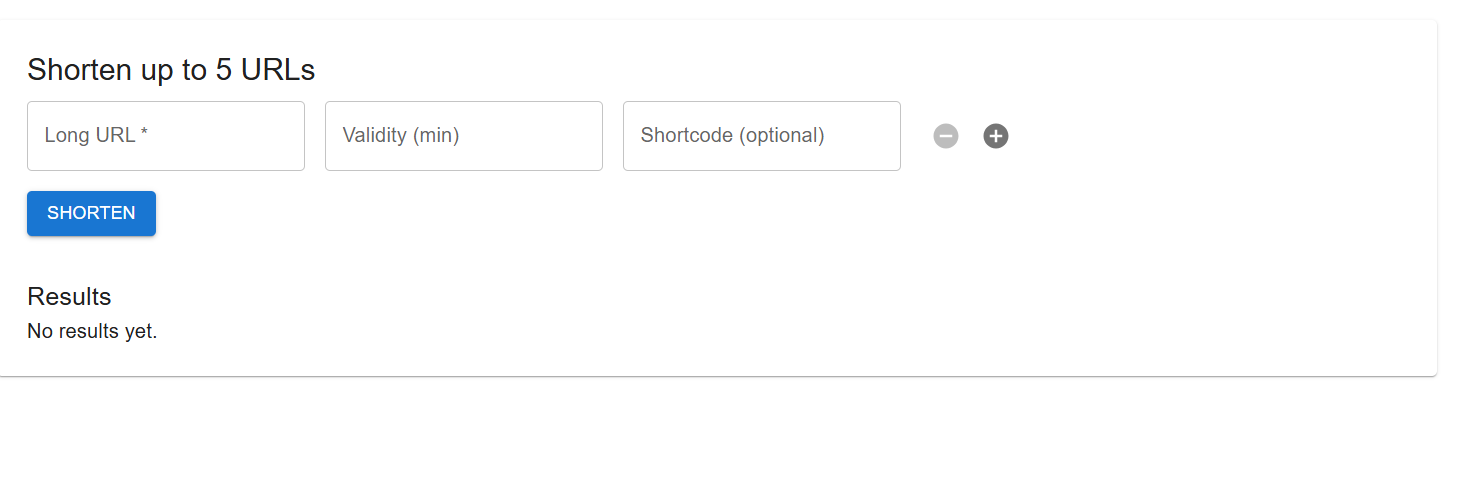 Shorten up to 5 URLs
Long URL *
Validity (min)
Shortcode (optional)
SHORTEN
Results
No results yet.